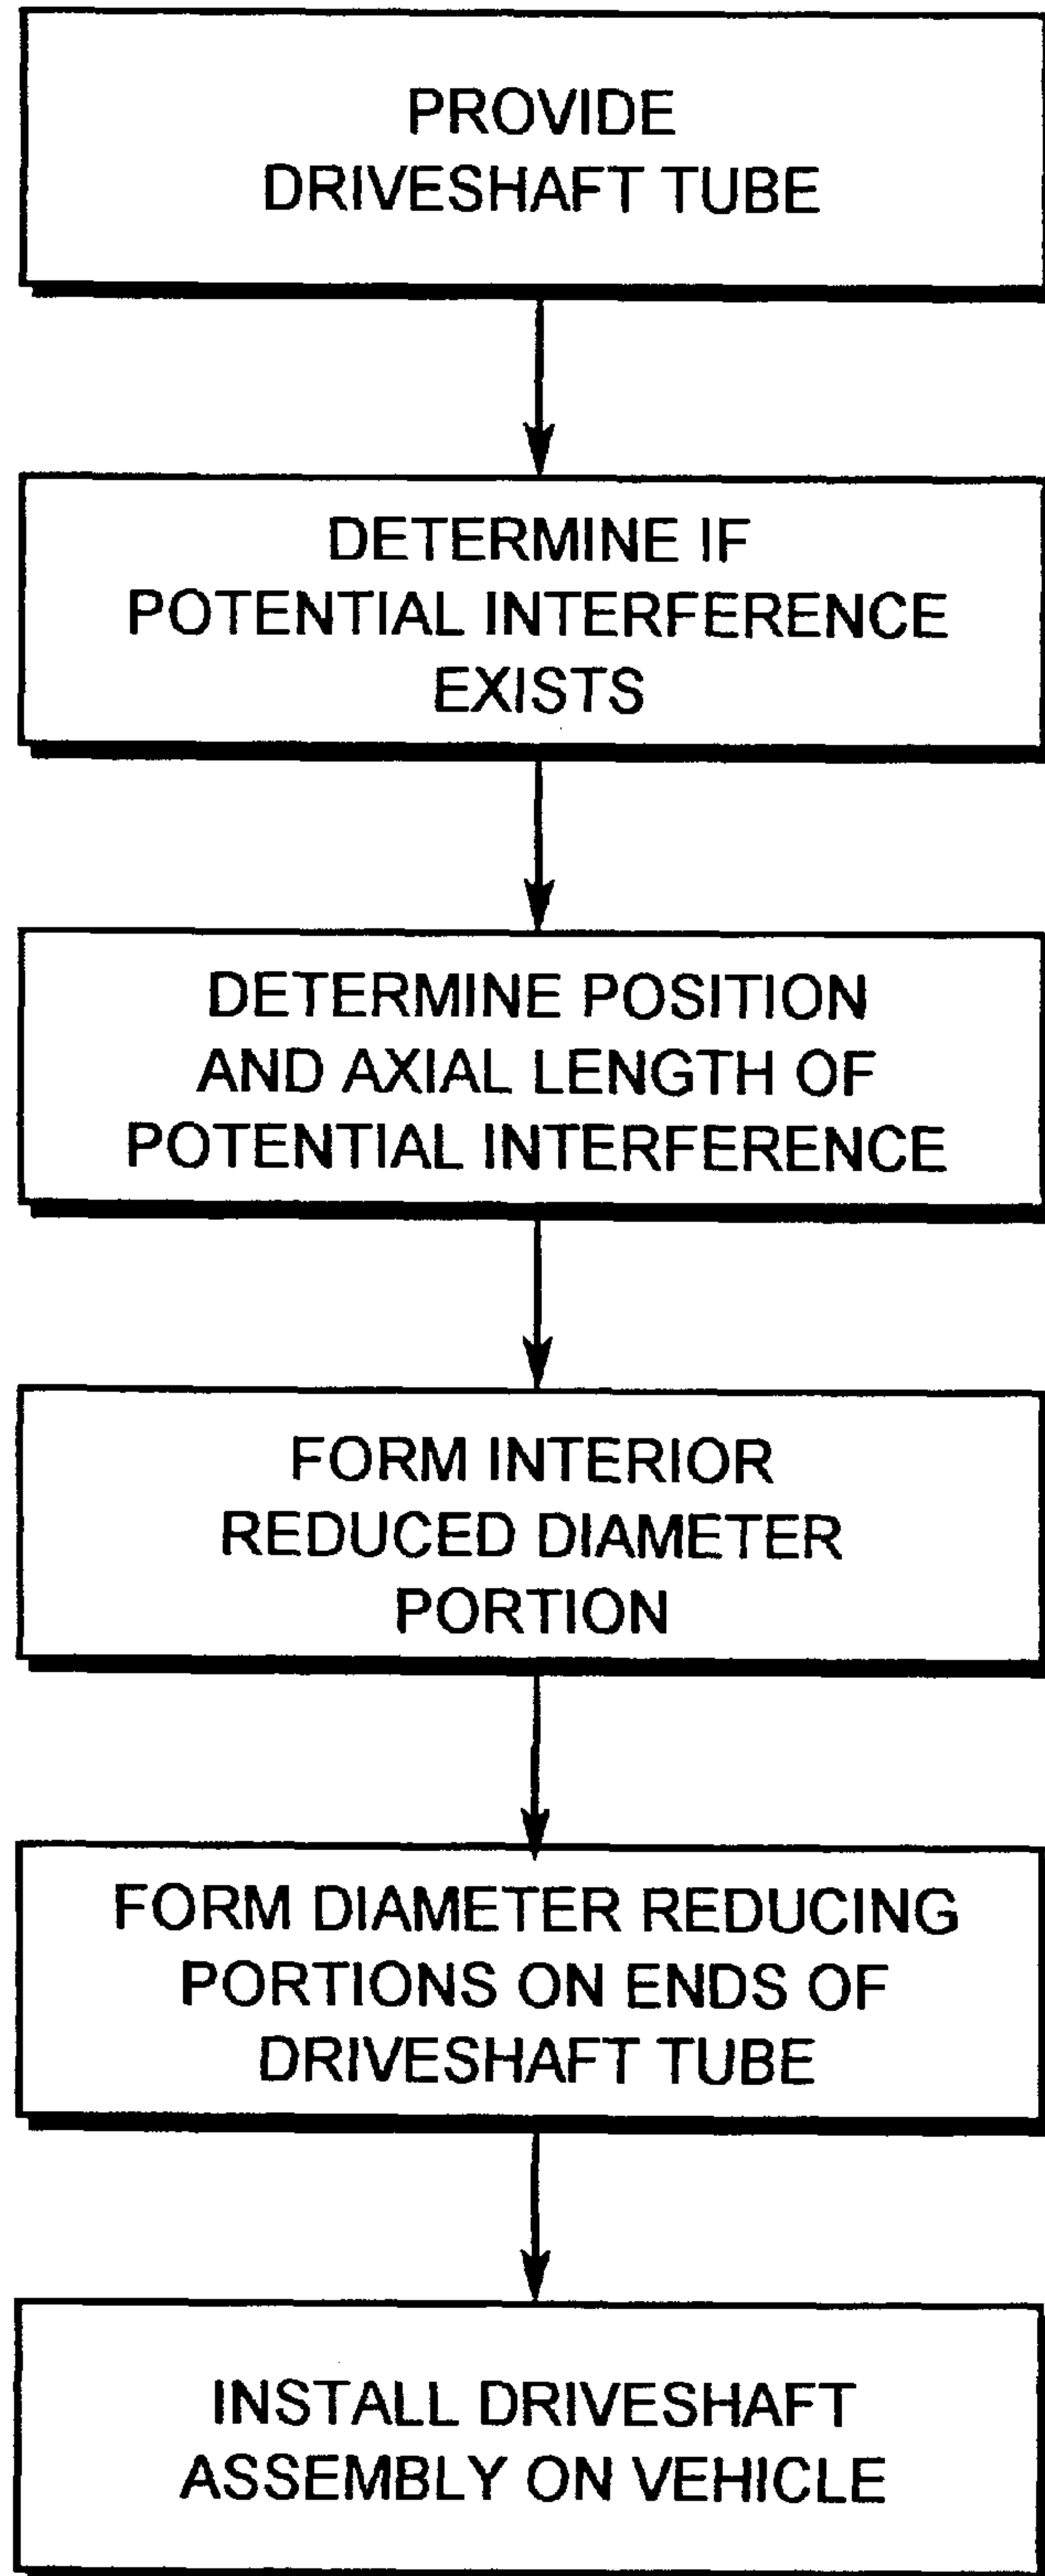 PROVIDE
DRIVESHAFT TUBE
DETERMINE IF
POTENTIAL INTERFERENCE
EXISTS
DETERMINE POSITION
AND AXIAL LENGTH OF
POTENTIAL INTERFERENCE
FORM INTERIOR
REDUCED DIAMETER
PORTION
FORM DIAMETER REDUCING
PORTIONS ON ENDS OF
DRIVESHAFT TUBE
INSTALL DRIVESHAFT
ASSEMBLY ON VEHICLE